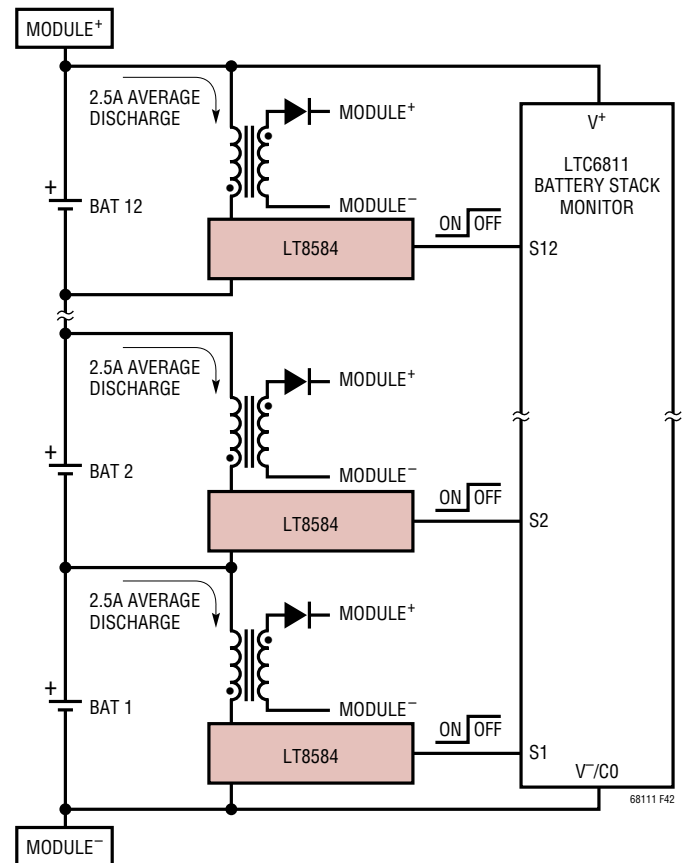 MODULE+
2.5A AVERAGE
DISCHARGE
MODULE+
V+
LTC6811
BATTERY STACK
MONITOR
+
BAT 12
MODULE−
ON OFF
LT8584
S12
2.5A AVERAGE
DISCHARGE
MODULE+
+
BAT 2
MODULE−
ON OFF
LT8584
S2
2.5A AVERAGE
DISCHARGE
MODULE+
+
BAT 1
MODULE−
ON OFF
LT8584
S1
V−/C0
68111 F42
MODULE−